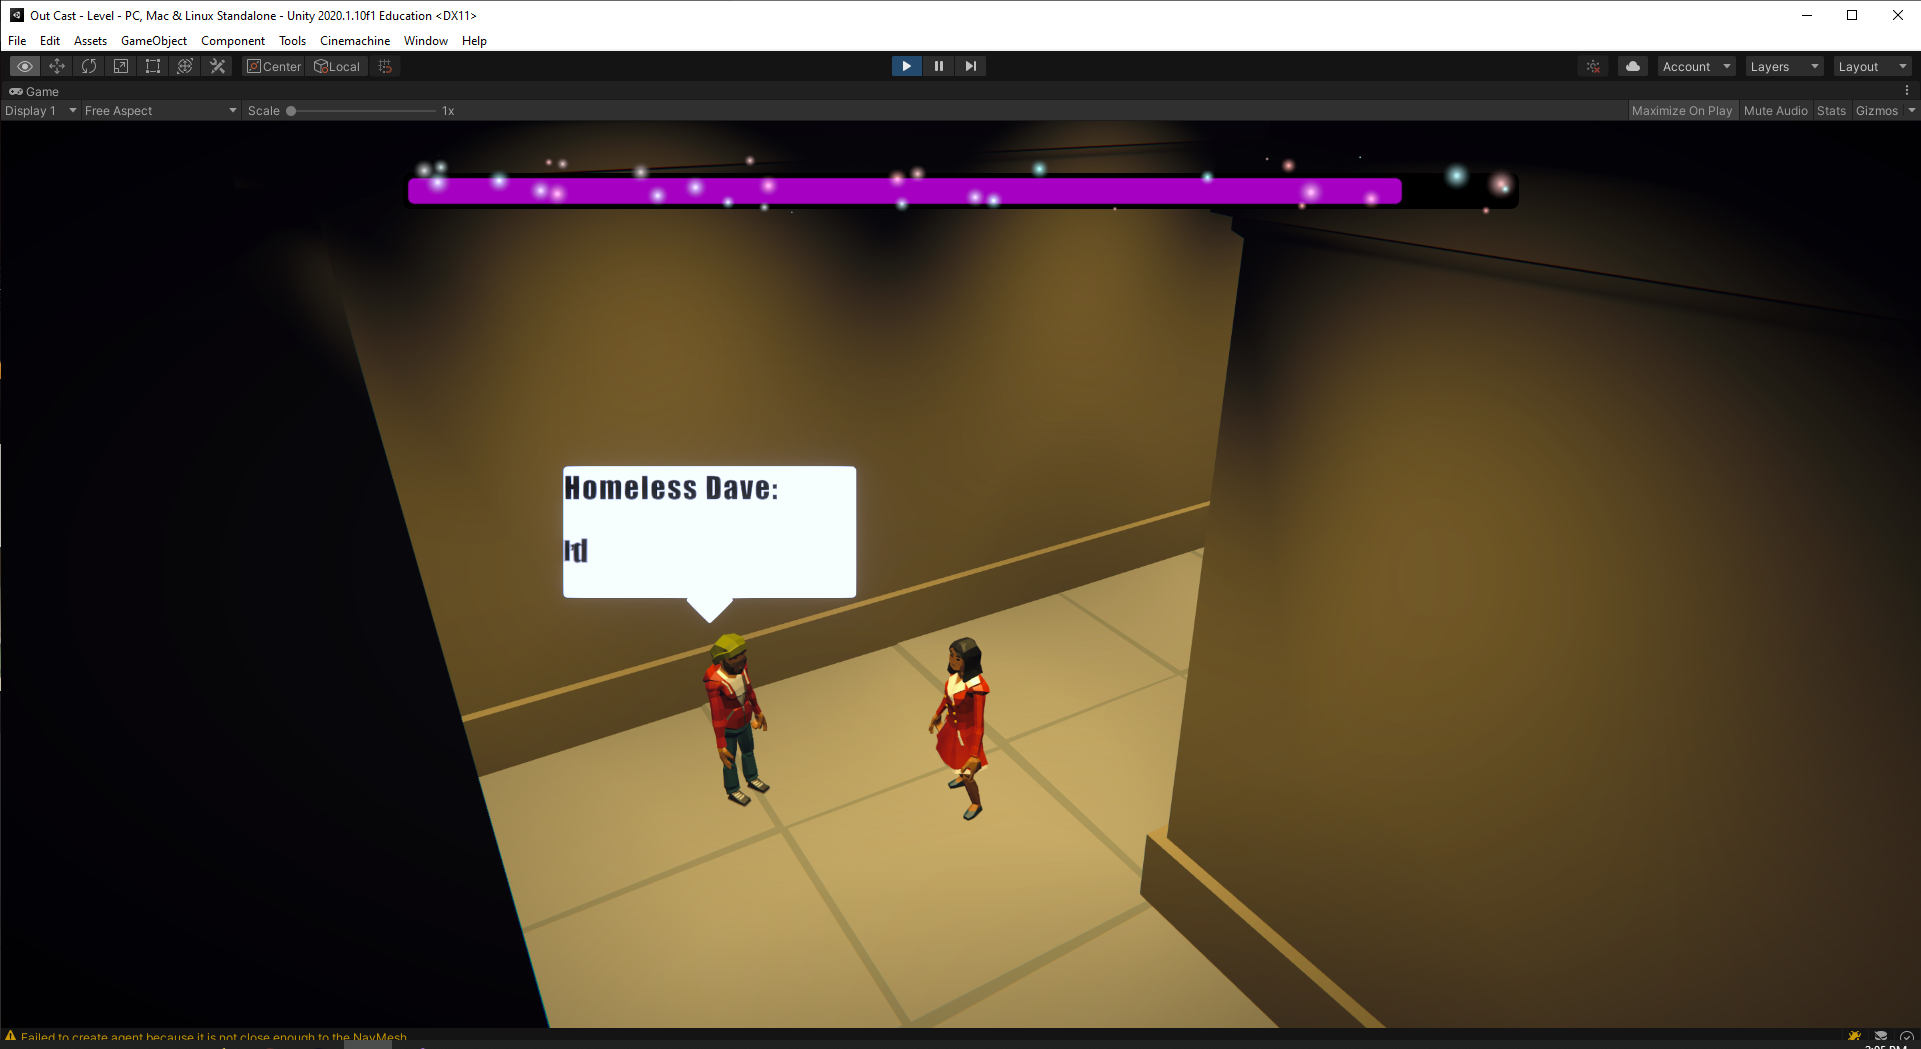 Out Cast - Level - PC, Mac & Linux Standalone - Unity 2020.1.10f1 Education <DX11>
File Edit Assets GameObject Component Tools Cinemachine Window Help
Center Local Account Layers Layout
Game
Display 1 Free Aspect Scale 1x Maximize On Play Mute Audio Stats Gizmos
Homeless Dave:
Failed to create agent because it is not close enough to the NavMesh